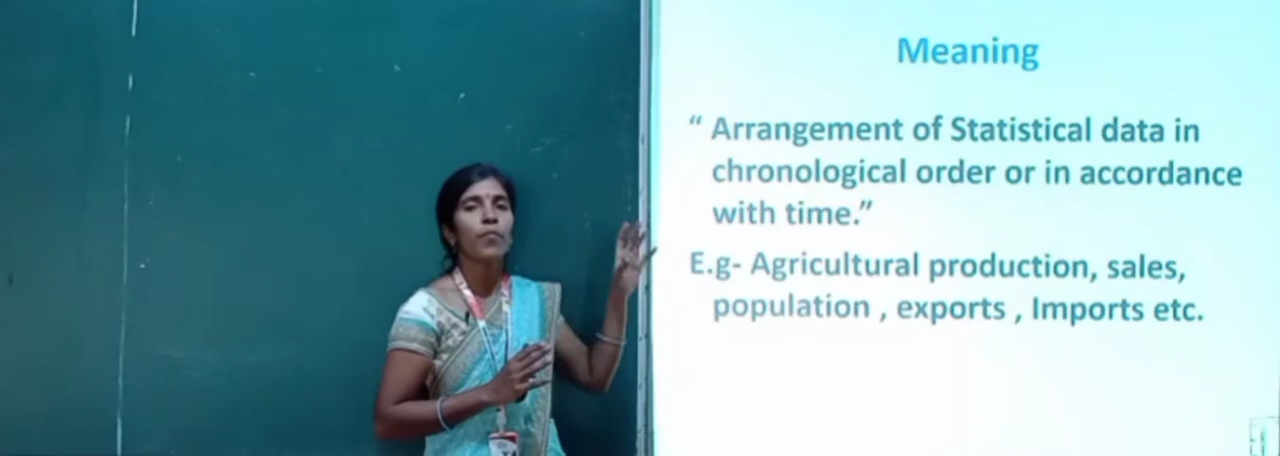 Meaning
“ Arrangement of Statistical data in
chronological order or in accordance
with time.”
E.g- Agricultural production, sales,
population , exports , Imports etc.